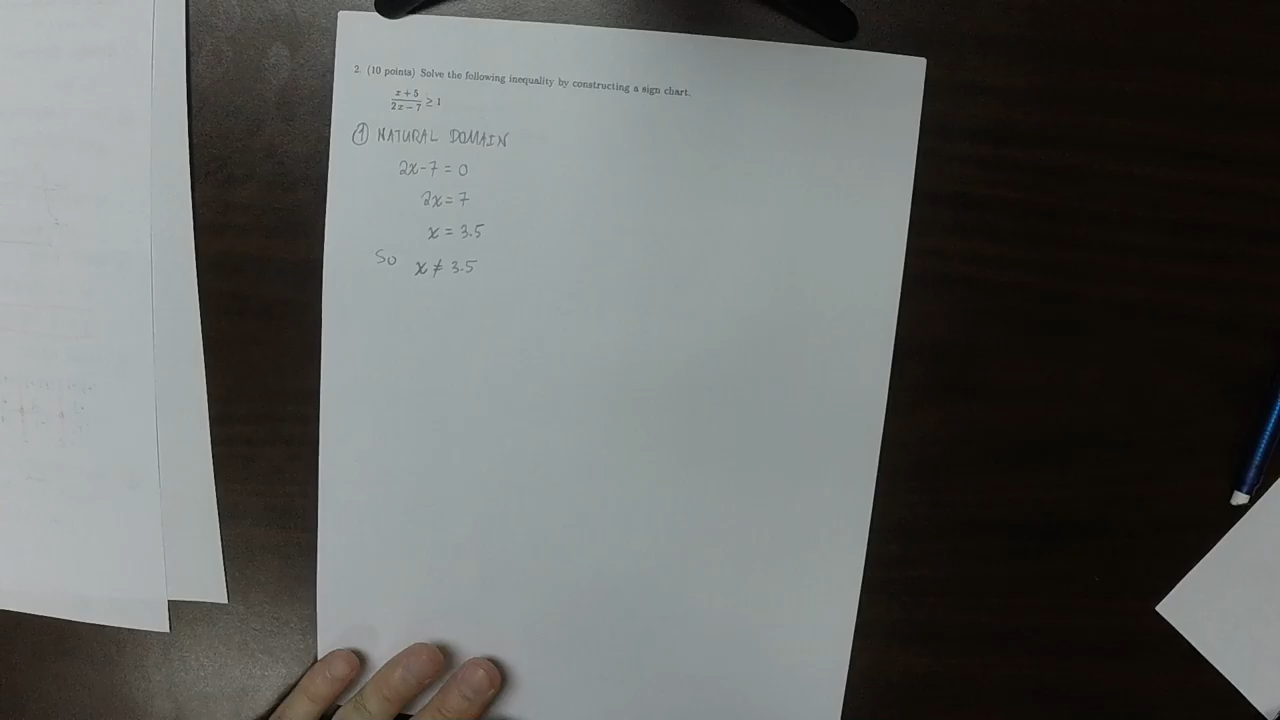 2. (10 points) Solve the following inequality by constructing a sign chart.
\frac{x+5}{2x-7} ≥ 1
① NATURAL DOMAIN
2x-7=0
2x=7
x=3.5
So x≠3.5